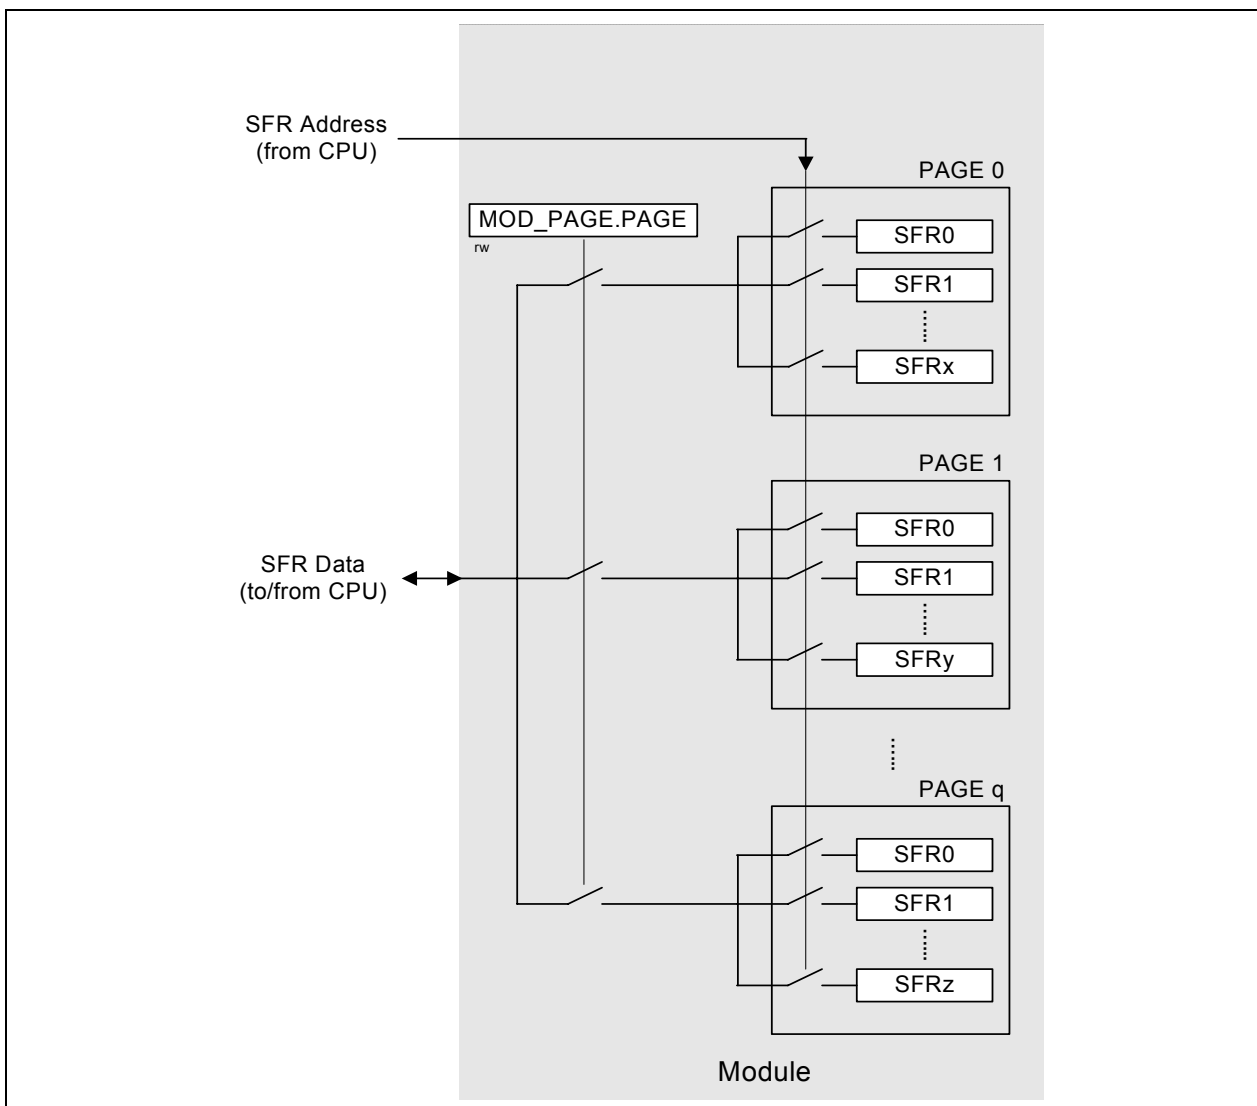 SFR Address
(from CPU)
PAGE 0
MOD_PAGE.PAGE
rw
SFR0
SFR1
SFRx
PAGE 1
SFR0
SFR1
SFRy
SFR Data
(to/from CPU)
PAGE q
SFR0
SFR1
SFRz
Module